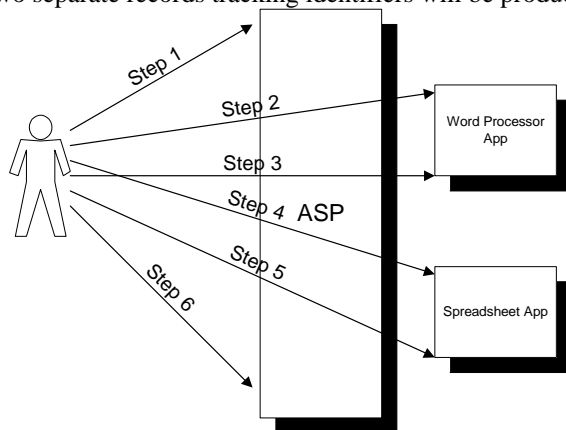 wo separate records tracking identifiers will be produ
Step 1
Step 2
Word Processor
App
Step 3
Step 4
ASP
Step 5
Step 6
Spreadsheet App